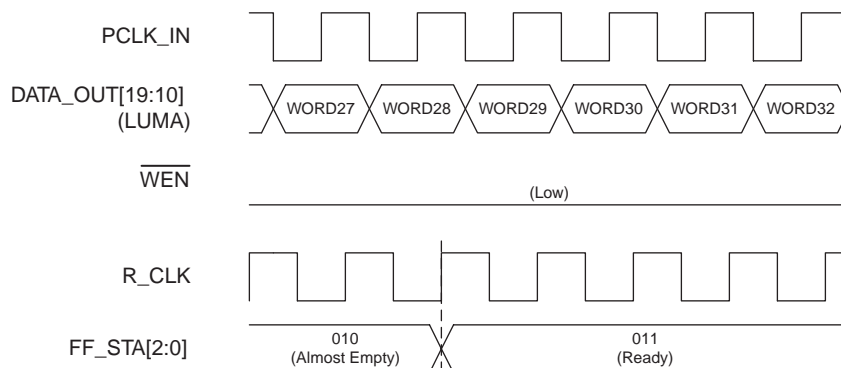 PCLK_IN
DATA_OUT[19:10]
(LUMA)
WORD27 WORD28 WORD29 WORD30 WORD31 WORD32
WEN
(Low)
R_CLK
FF_STA[2:0]
010
(Almost Empty)
011
(Ready)